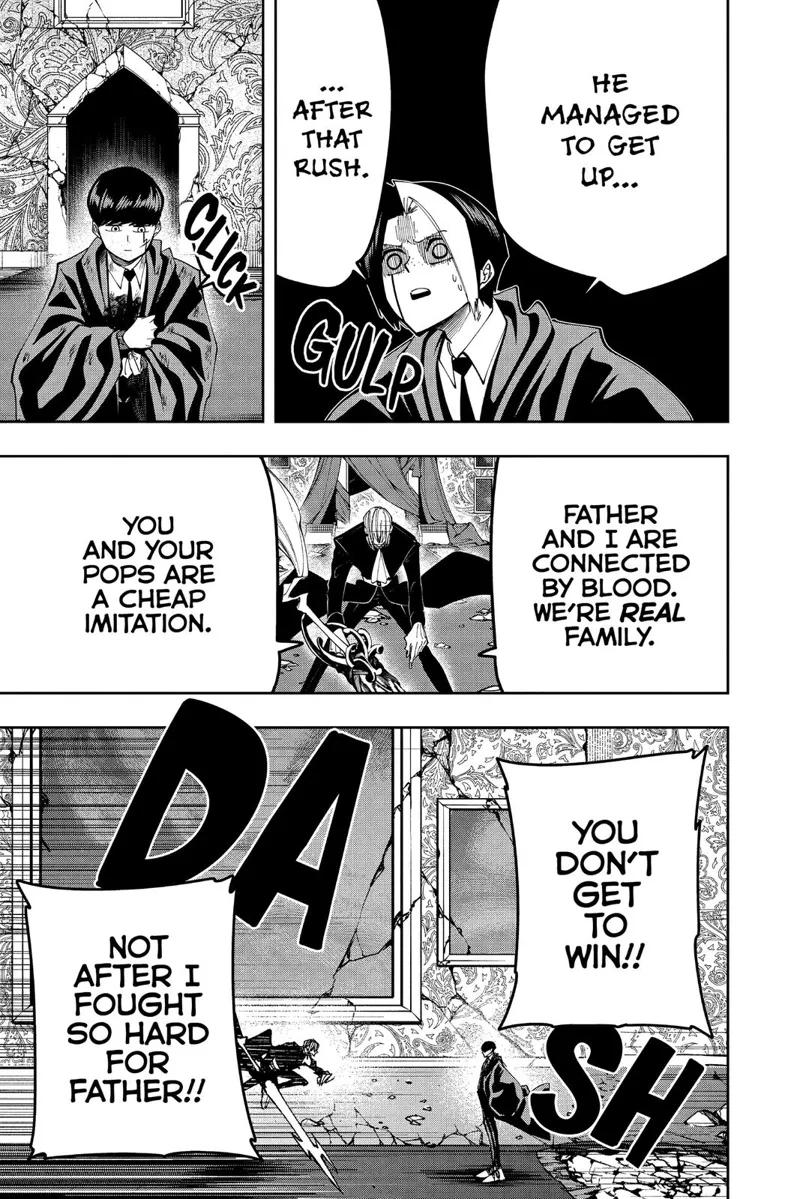 HE
MANAGED
TO GET
UP...
...
AFTER
THAT
RUSH.
GULP
CLICK
FATHER
AND I ARE
CONNECTED
BY BLOOD.
WE'RE REAL
FAMILY.
YOU
AND YOUR
POPS ARE
A CHEAP
IMITATION.
YOU
DON'T
GET
TO
WIN!!
DA
SH
NOT
AFTER I
FOUGHT
SO HARD
FOR
FATHER!!